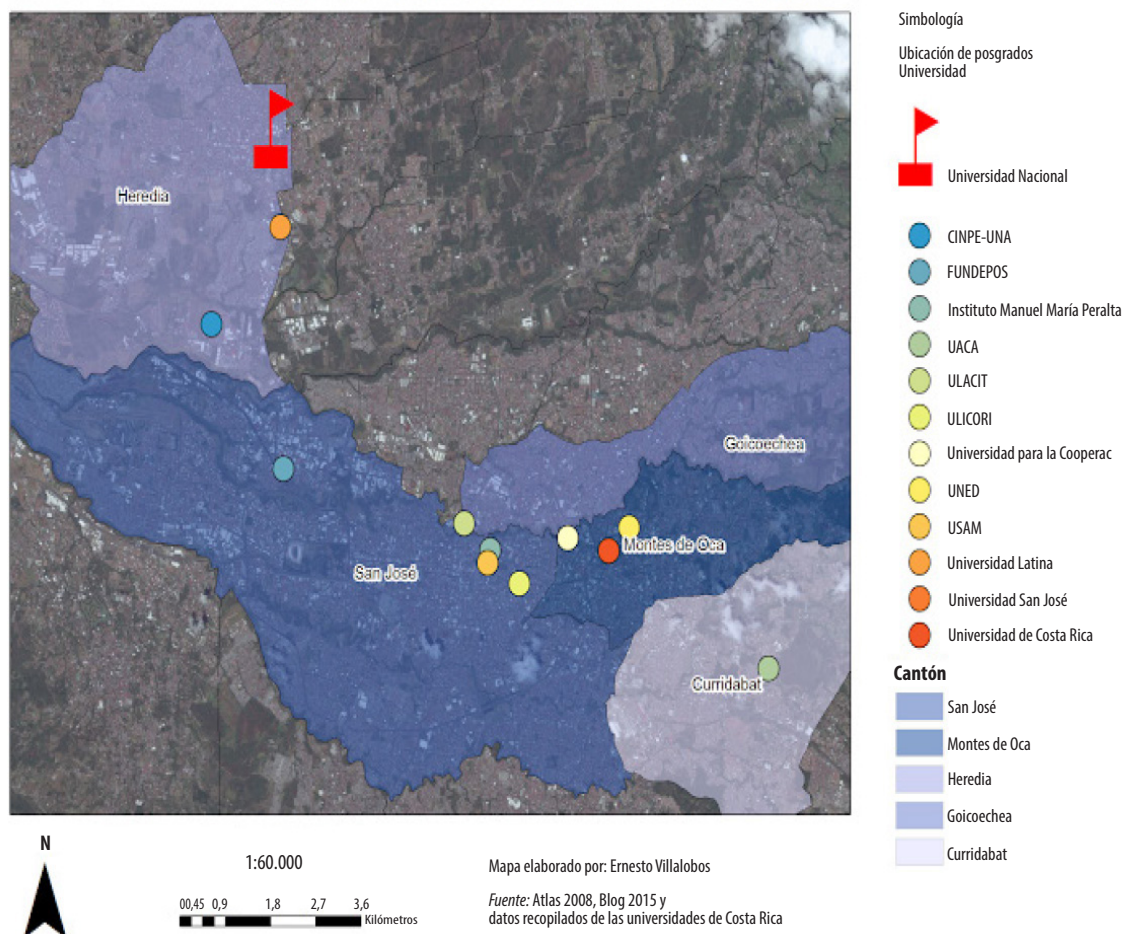 Heredia
Goicoechea
Montes de Oca
San José
Curridabat
Simbología
Ubicación de posgrados
Universidad
Universidad Nacional
CINPE-UNA
FUNDEPOS
Instituto Manuel María Peralta
UACA
ULACIT
ULICORI
Universidad para la Cooperac
UNED
USAM
Universidad Latina
Universidad San José
Universidad de Costa Rica
Cantón
San José
Montes de Oca
Heredia
Goicoechea
Curridabat
N
1:60.000
00,45 0,9 1,8 2,7 3,6
Kilómetros
Mapa elaborado por: Ernesto Villalobos
Fuente: Atlas 2008, Blog 2015 y
datos recopilados de las universidades de Costa Rica